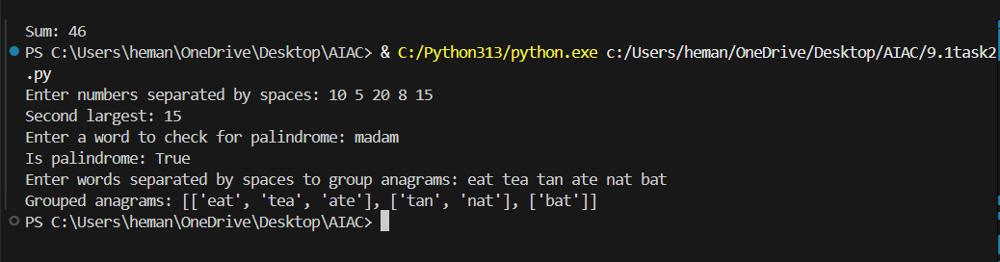 Sum: 46
PS C:\Users\heman\OneDrive\Desktop\AIAC> & C:/Python313/python.exe c:/Users/heman/OneDrive/Desktop/AIAC/9.1task2
.py
Enter numbers separated by spaces: 10 5 20 8 15
Second largest: 15
Enter a word to check for palindrome: madam
Is palindrome: True
Enter words separated by spaces to group anagrams: eat tea tan ate nat bat
Grouped anagrams: [['eat', 'tea', 'ate'], ['tan', 'nat'], ['bat']]
PS C:\Users\heman\OneDrive\Desktop\AIAC>